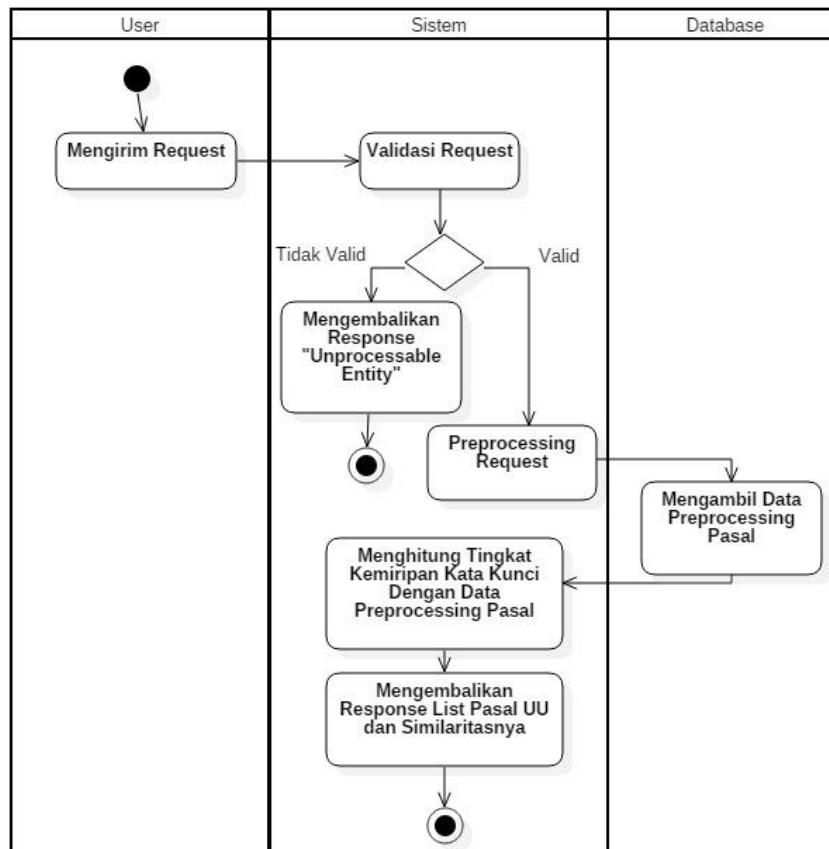 User
Sistem
Database
Mengirim Request
Validasi Request
Tidak Valid
Valid
Mengembalikan
Response
"Unprocessable
Entity"
Preprocessing
Request
Mengambil Data
Preprocessing
Pasal
Menghitung Tingkat
Kemiripan Kata Kunci
Dengan Data
Preprocessing Pasal
Mengembalikan
Response List Pasal UU
dan Similaritasnya